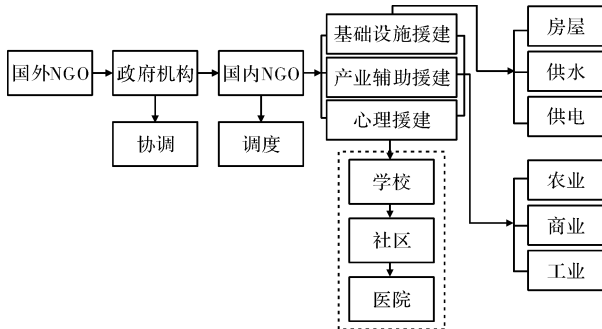 国外NGO
政府机构
国内NGO
协调
调度
基础设施援建
产业辅助援建
心理援建
学校
社区
医院
房屋
供水
供电
农业
商业
工业